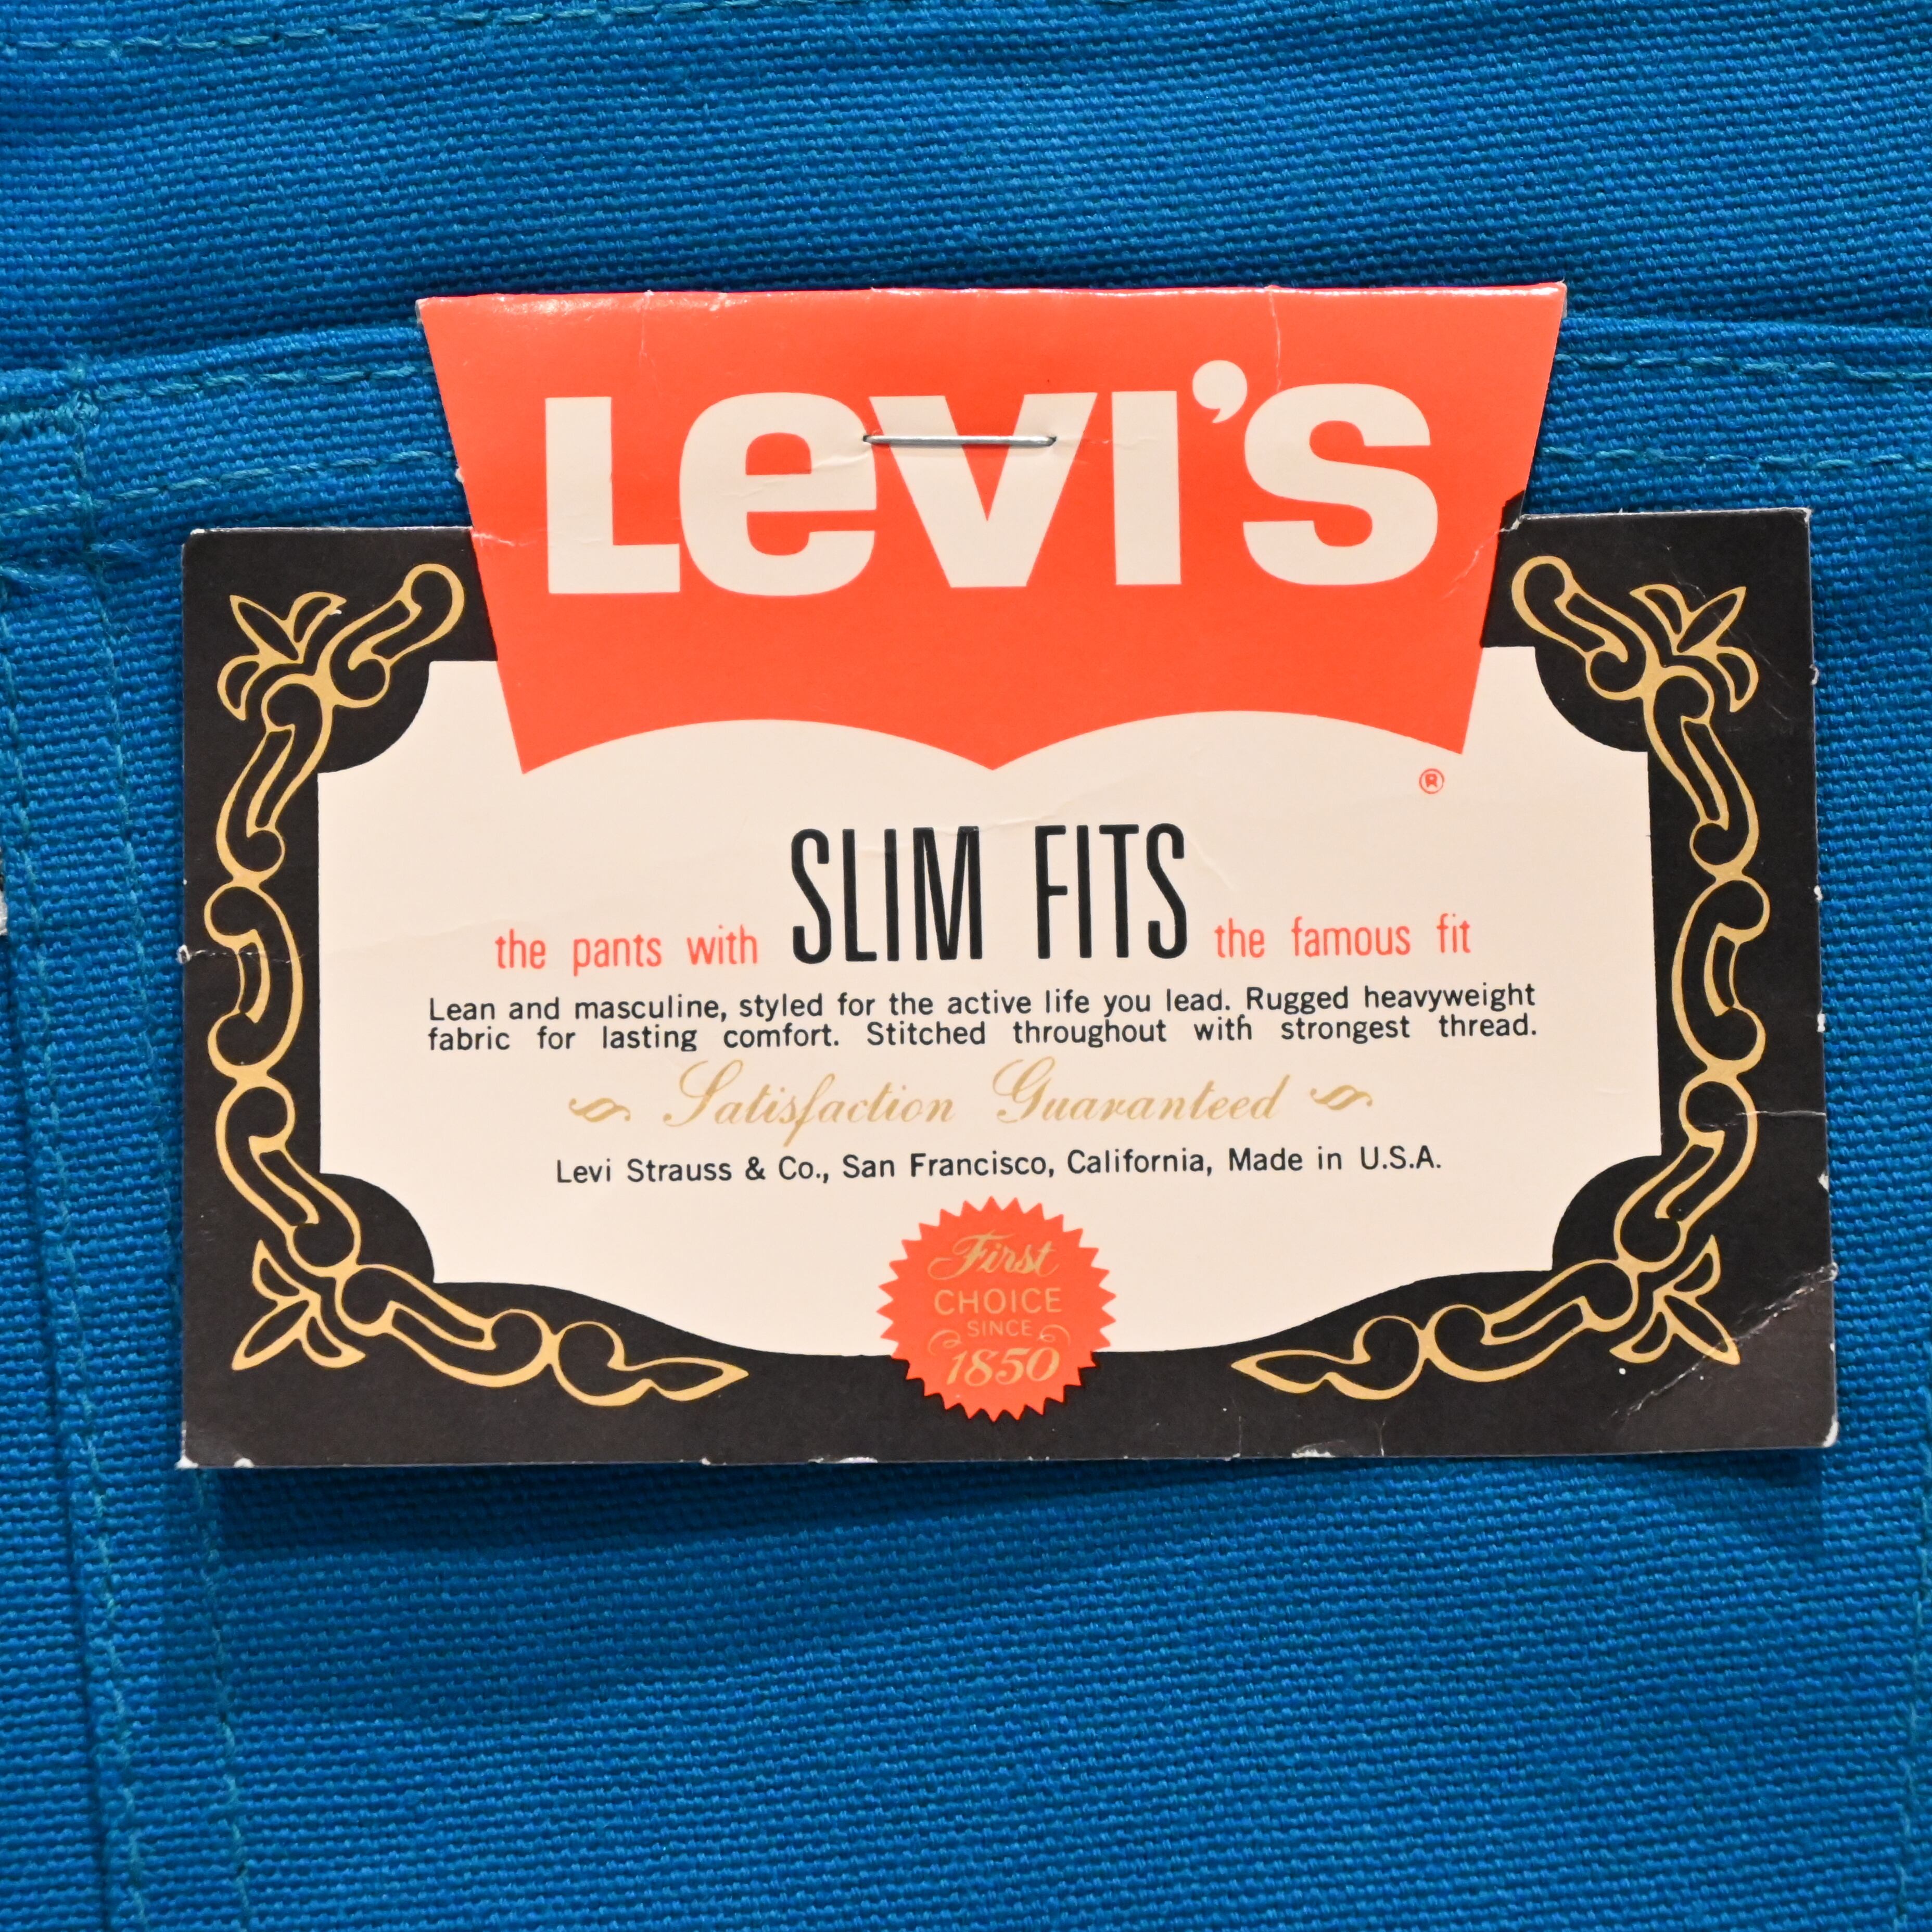 LeVI'S
®
the pants with SLIM FITS the famous fit
Lean and masculine, styled for the active life you lead. Rugged heavyweight
fabric for lasting comfort. Stitched throughout with strongest thread.
Satisfaction Guaranteed
Levi Strauss & Co., San Francisco, California, Made in U.S.A.
First
CHOICE
SINCE
1850